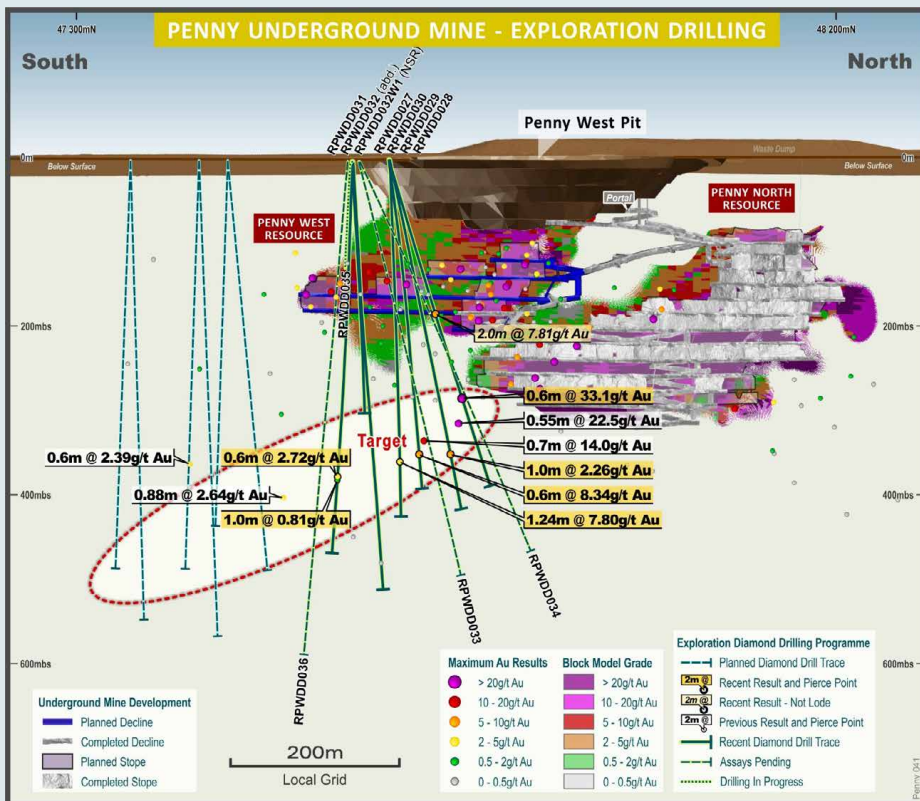 47 300mN
PENNY UNDERGROUND MINE - EXPLORATION DRILLING
48 200mN
South
North
RPWDD031
RPWDD032 (abd.)
RPWDD032W1 (NSR)
RPWDD027
RPWDD030
RPWDD029
RPWDD028
Penny West Pit
Waste Dump
0m
0m
Below Surface
Below Surface
Portal
PENNY WEST
RESOURCE
PENNY NORTH
RESOURCE
RPWDD035
200mbs
200mbs
2.0m @ 7.81g/t Au
0.6m @ 33.1g/t Au
0.55m @ 22.5g/t Au
Target
0.7m @ 14.0g/t Au
0.6m @ 2.39g/t Au
0.6m @ 2.72g/t Au
1.0m @ 2.26g/t Au
0.88m @ 2.64g/t Au
0.6m @ 8.34g/t Au
400mbs
400mbs
1.0m @ 0.81g/t Au
1.24m @ 7.80g/t Au
RPWDD034
RPWDD033
RPWDD036
600mbs
600mbs
Underground Mine Development
Planned Decline
Completed Decline
Planned Stope
Completed Stope
200m
Local Grid
Maximum Au Results
> 20g/t Au
10 - 20g/t Au
5 - 10g/t Au
2 - 5g/t Au
0.5 - 2g/t Au
0 - 0.5g/t Au
Block Model Grade
> 20g/t Au
10 - 20g/t Au
5 - 10g/t Au
2 - 5g/t Au
0.5 - 2g/t Au
0 - 0.5g/t Au
Exploration Diamond Drilling Programme
Planned Diamond Drill Trace
2m @ Recent Result and Pierce Point
2m @ Recent Result - Not Lode
2m @ Previous Result and Pierce Point
Recent Diamond Drill Trace
Assays Pending
Drilling In Progress
Penny 041